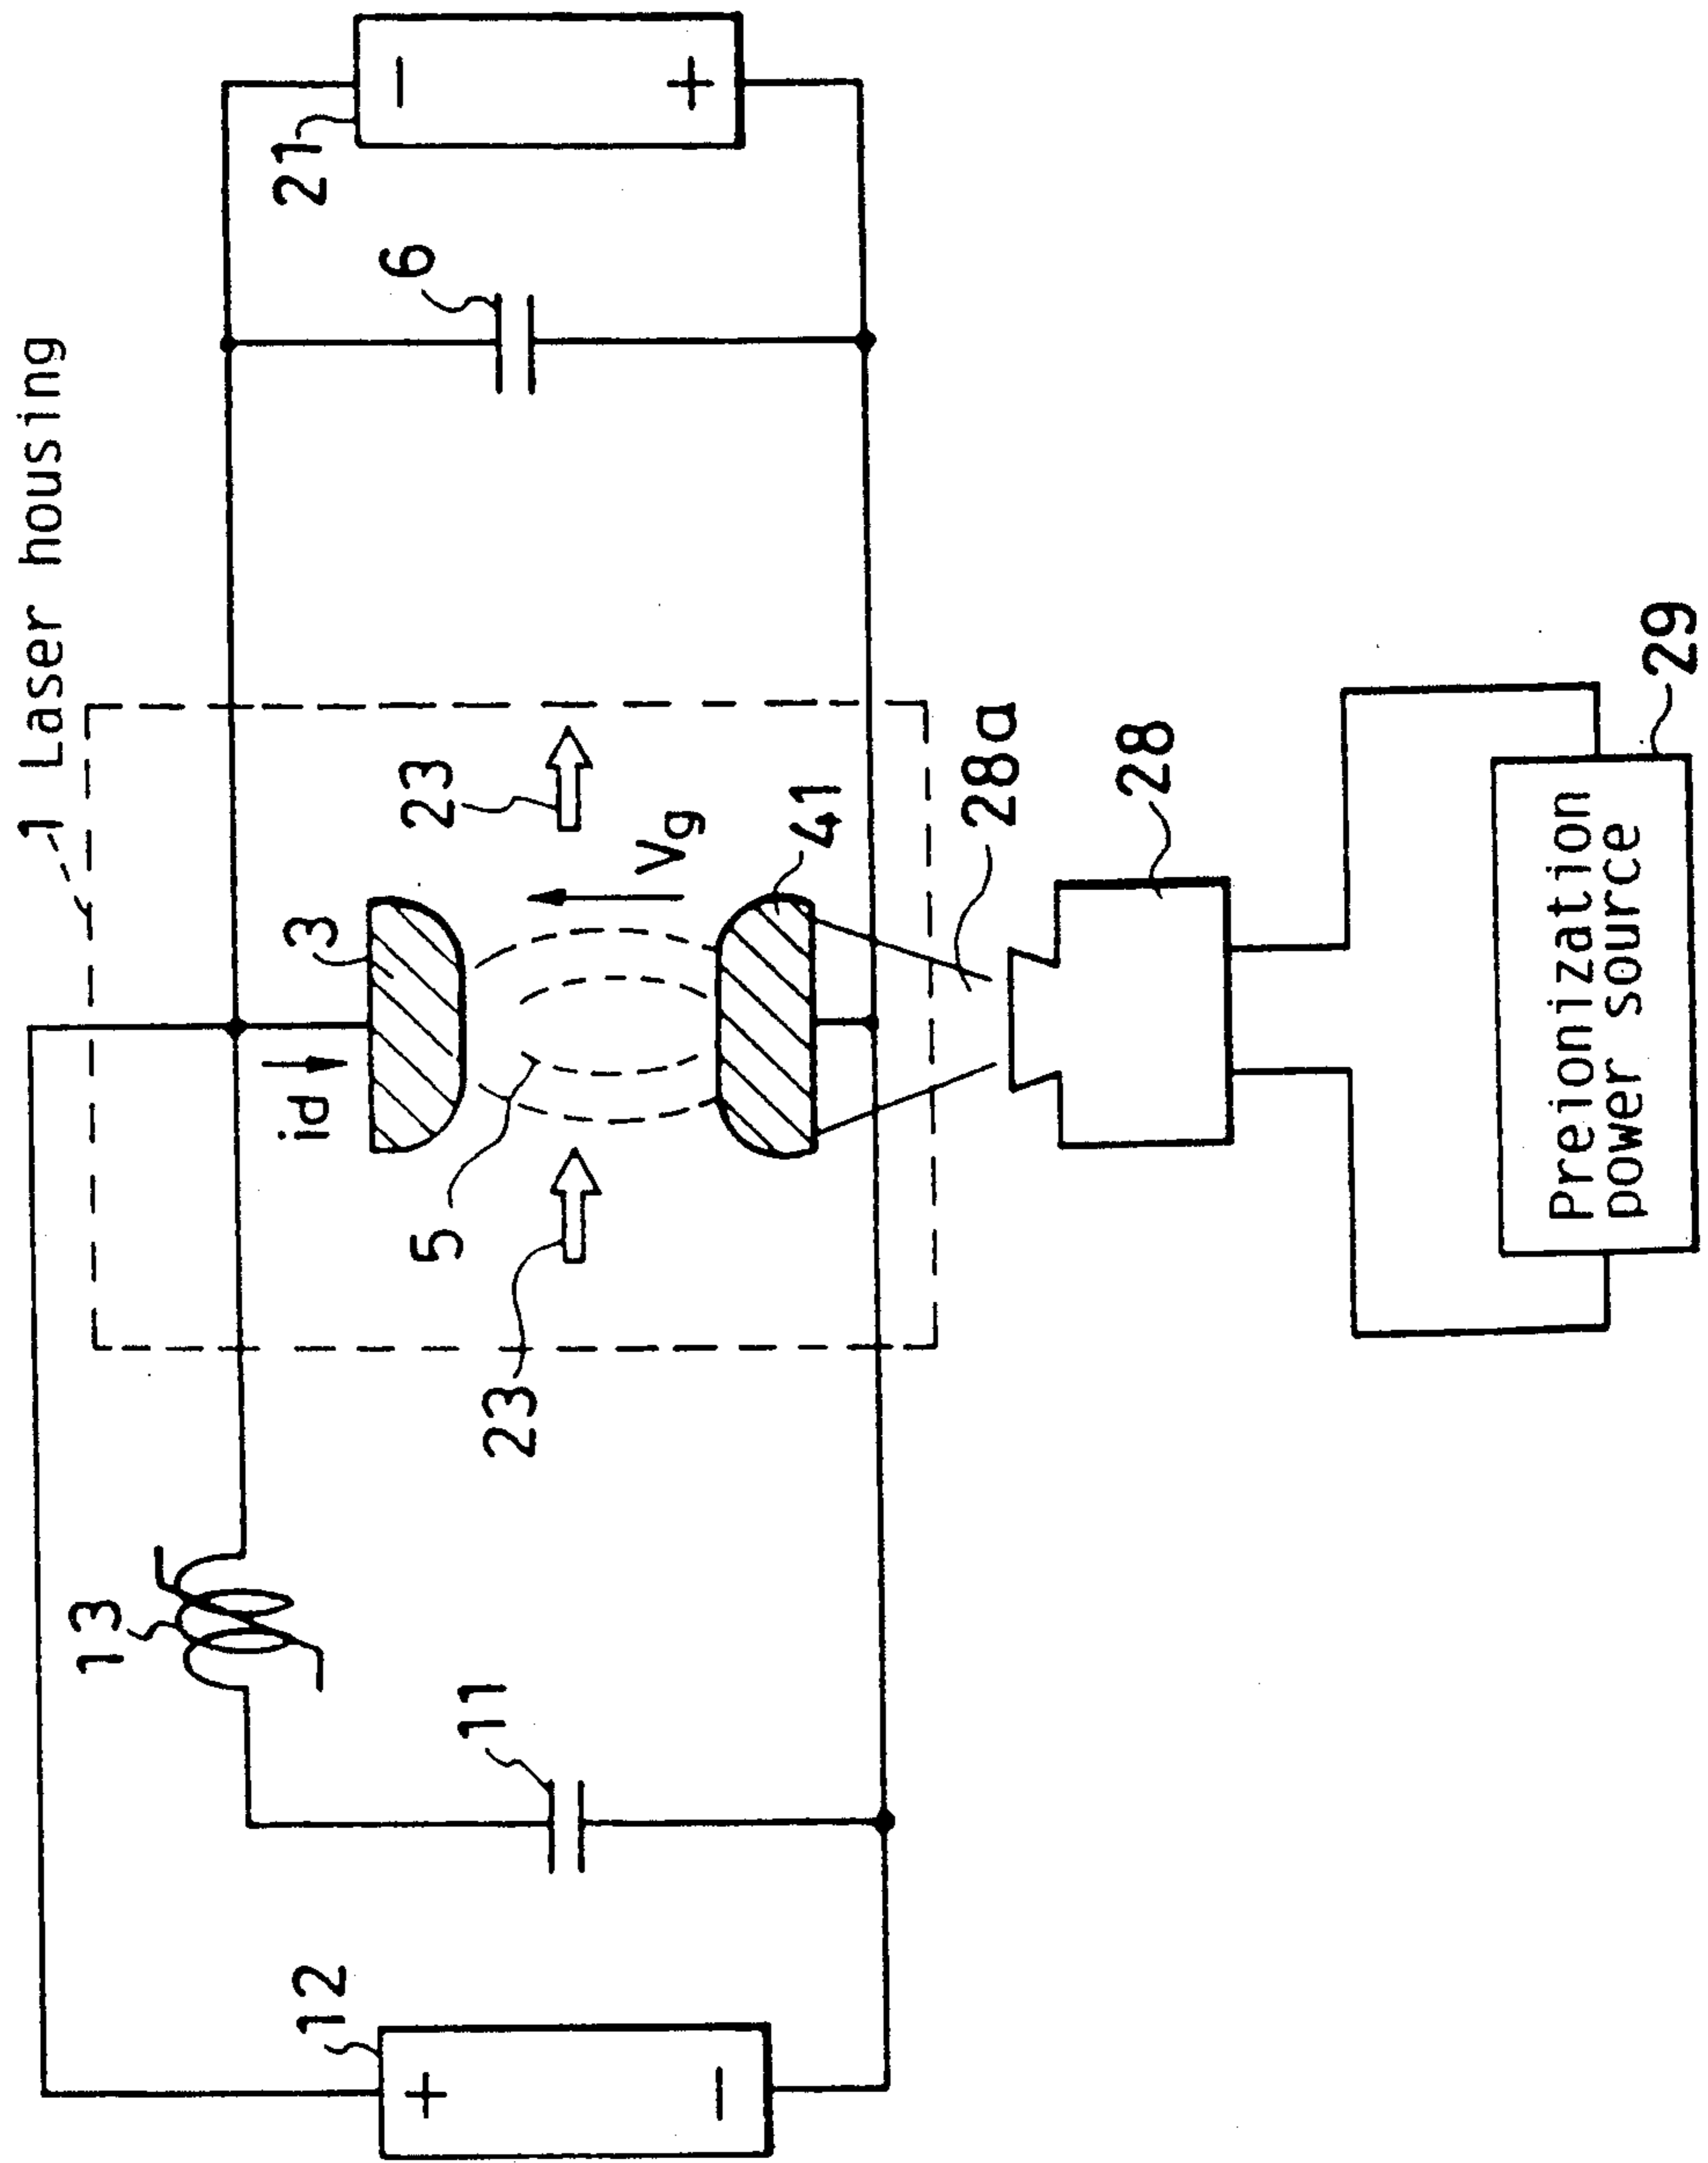 1 Laser housing
13
id
3
23
21
6
12
11
5
Vg
23
41
28a
28
29
Preionization
power source
+
−
−
+